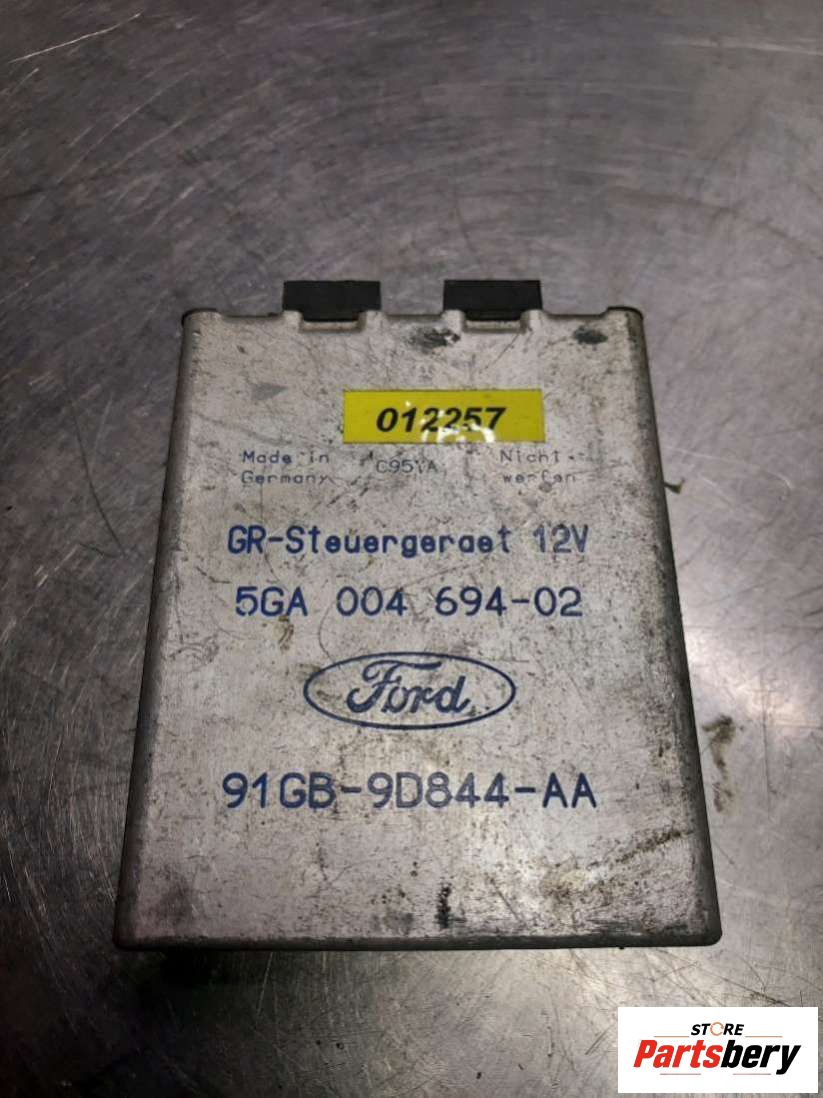 012257
Made in Nicht
Germany werfen
GR-Steuergeraet 12V
5GA 004 694-02
Ford
91GB-9D844-AA
STORE
Partsbery